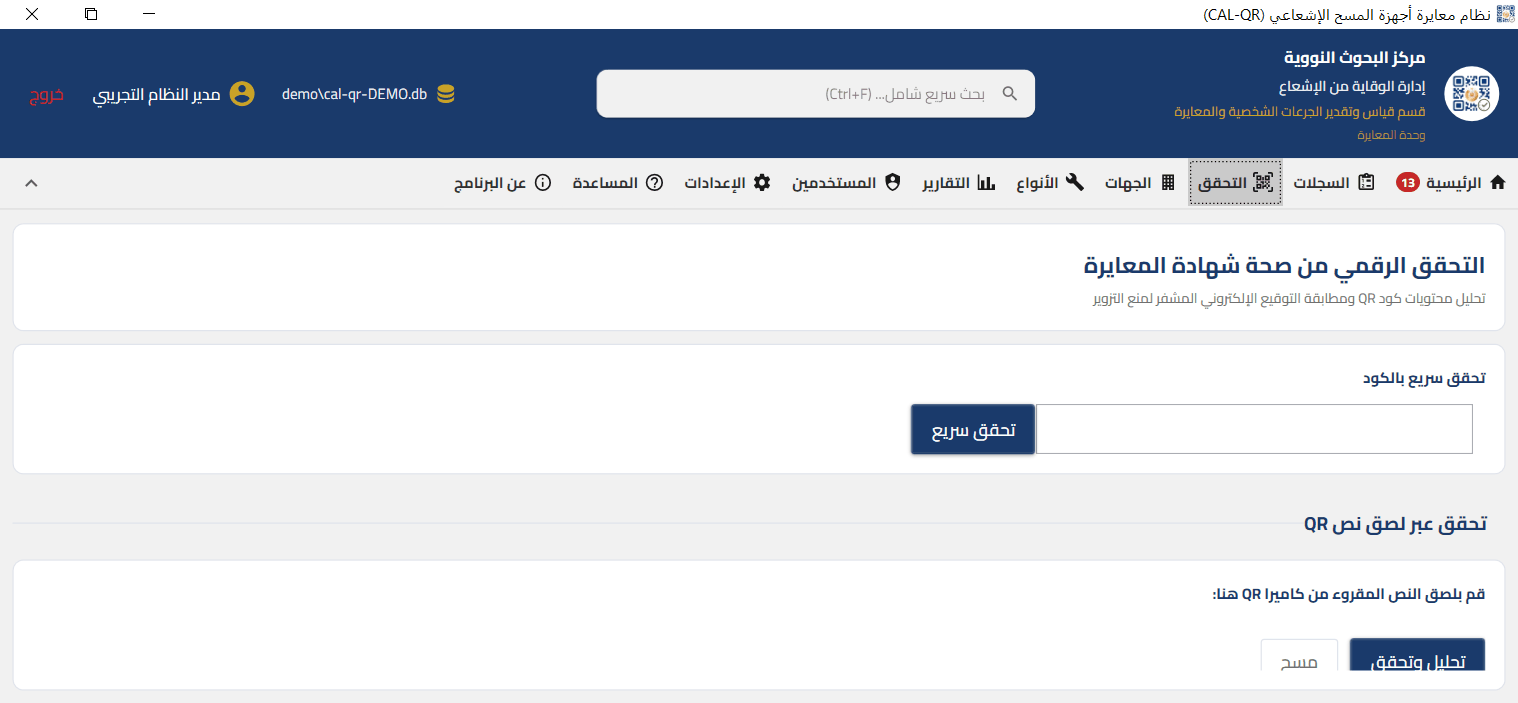 نظام معايرة أجهزة المسح الإشعاعي (CAL-QR)
مركز البحوث النووية
إدارة الوقاية من الإشعاع
قسم قياس وتقدير الجرعات الشخصية والمعايرة
وحدة المعايرة
بحث سريع شامل... (Ctrl+F)
demo\cal-qr-DEMO.db
مدير النظام التجريبي
خروج
الرئيسية 13 السجلات التحقق الجهات الأنواع التقارير المستخدمين الإعدادات المساعدة عن البرنامج
التحقق الرقمي من صحة شهادة المعايرة
تحليل محتويات كود QR ومطابقة التوقيع الإلكتروني المشفر لمنع التزوير
تحقق سريع بالكود
تحقق سريع
تحقق عبر لصق نص QR
قم بلصق النص المقروء من كاميرا QR هنا:
تحليل وتحقق مسح